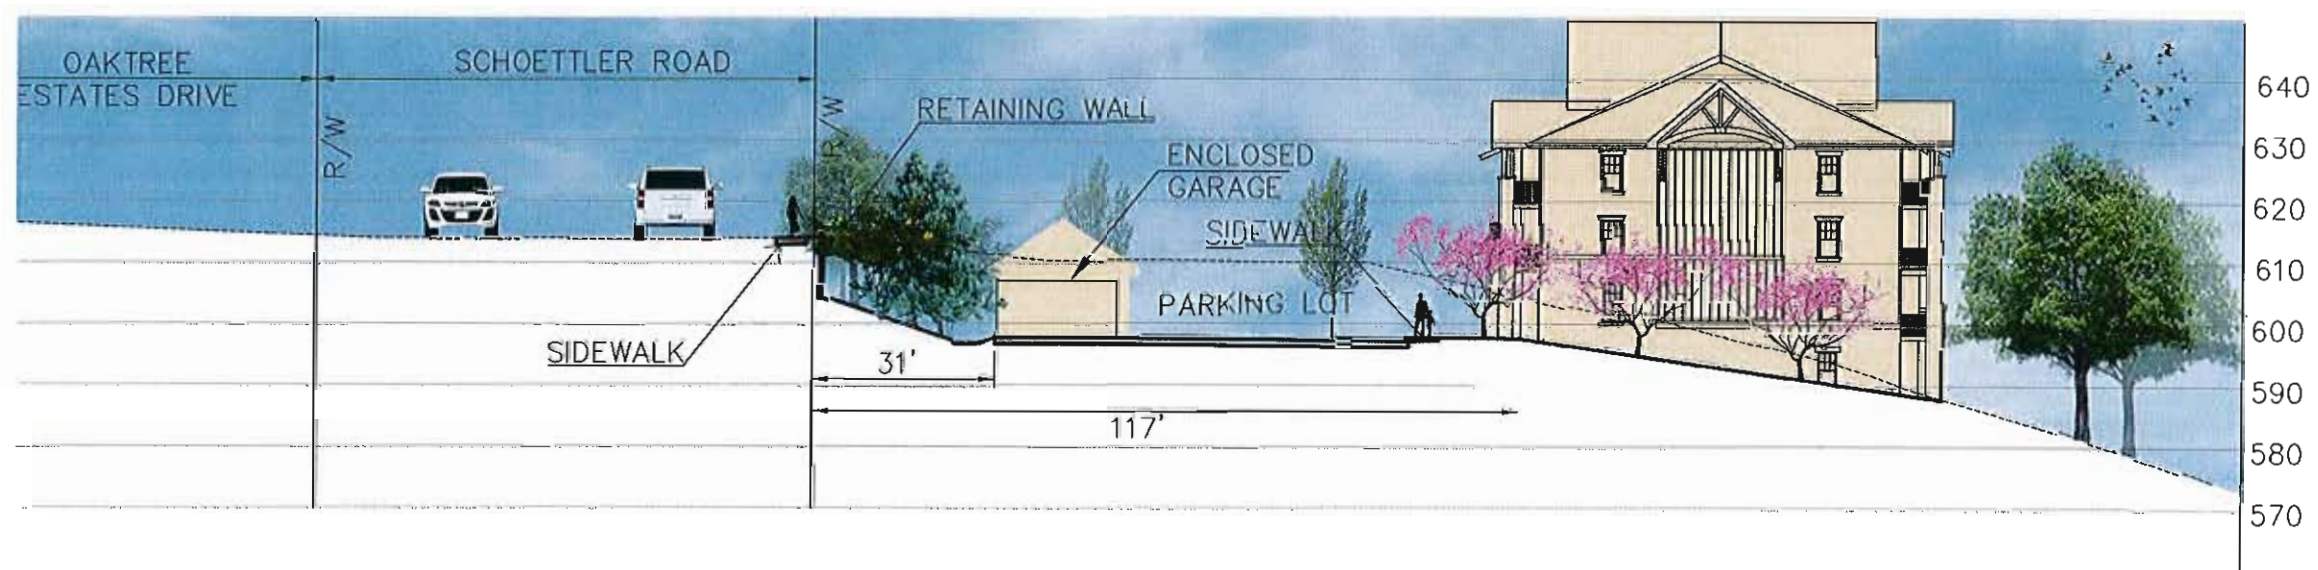 OAKTREE
ESTATES DRIVE
SCHOETTLER ROAD
R/W
R/W
RETAINING WALL
ENCLOSED
GARAGE
SIDEWALK
PARKING LOT
SIDEWALK
31'
117'
640
630
620
610
600
590
580
570